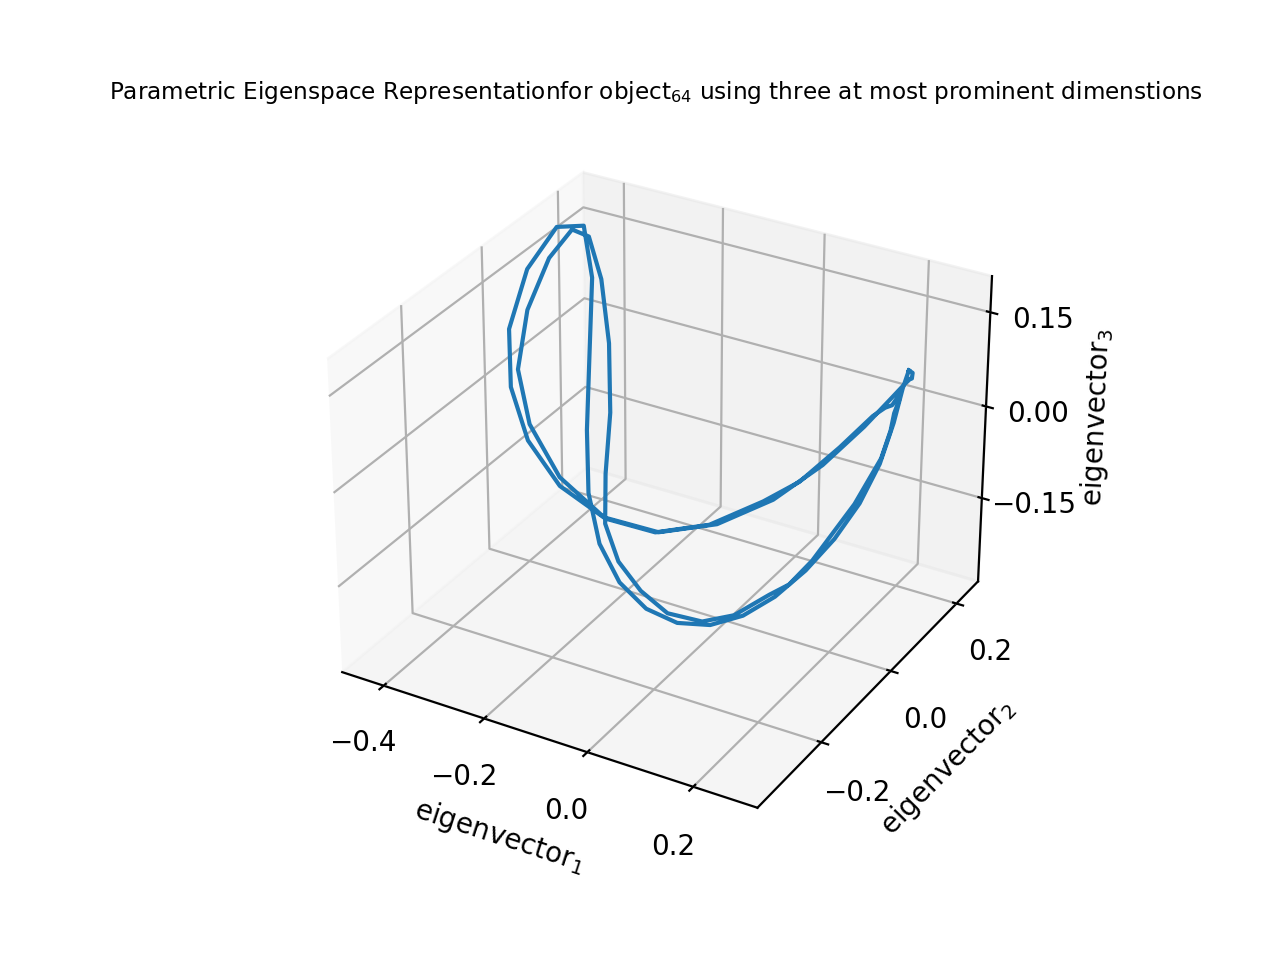 Parametric Eigenspace Representationfor object₆₄ using three at most prominent dimenstions
0.15
0.00
−0.15
eigenvector₃
0.2
0.0
−0.2
eigenvector₂
−0.4
−0.2
0.0
0.2
eigenvector₁